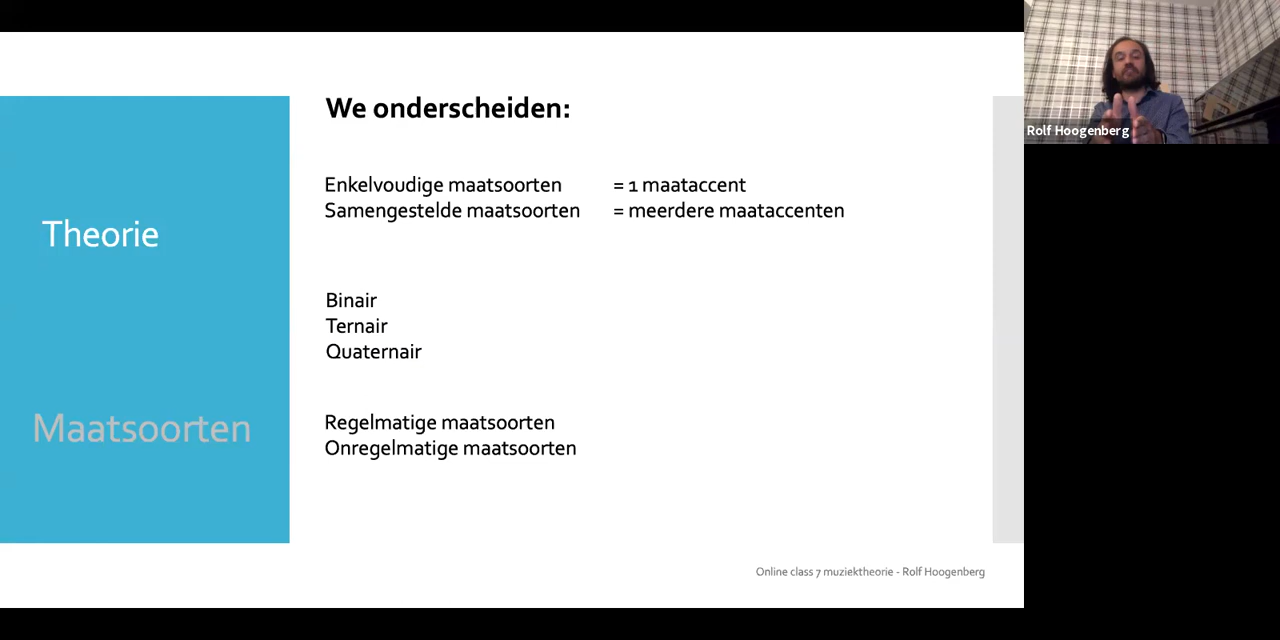 We onderscheiden:
Enkelvoudige maatsoorten = 1 maataccent
Samengestelde maatsoorten = meerdere maataccenten
Theorie
Binair
Ternair
Quaternair
Maatsoorten
Regelmatige maatsoorten
Onregelmatige maatsoorten
Online class 7 muziektheorie - Rolf Hoogenberg
Rolf Hoogenberg